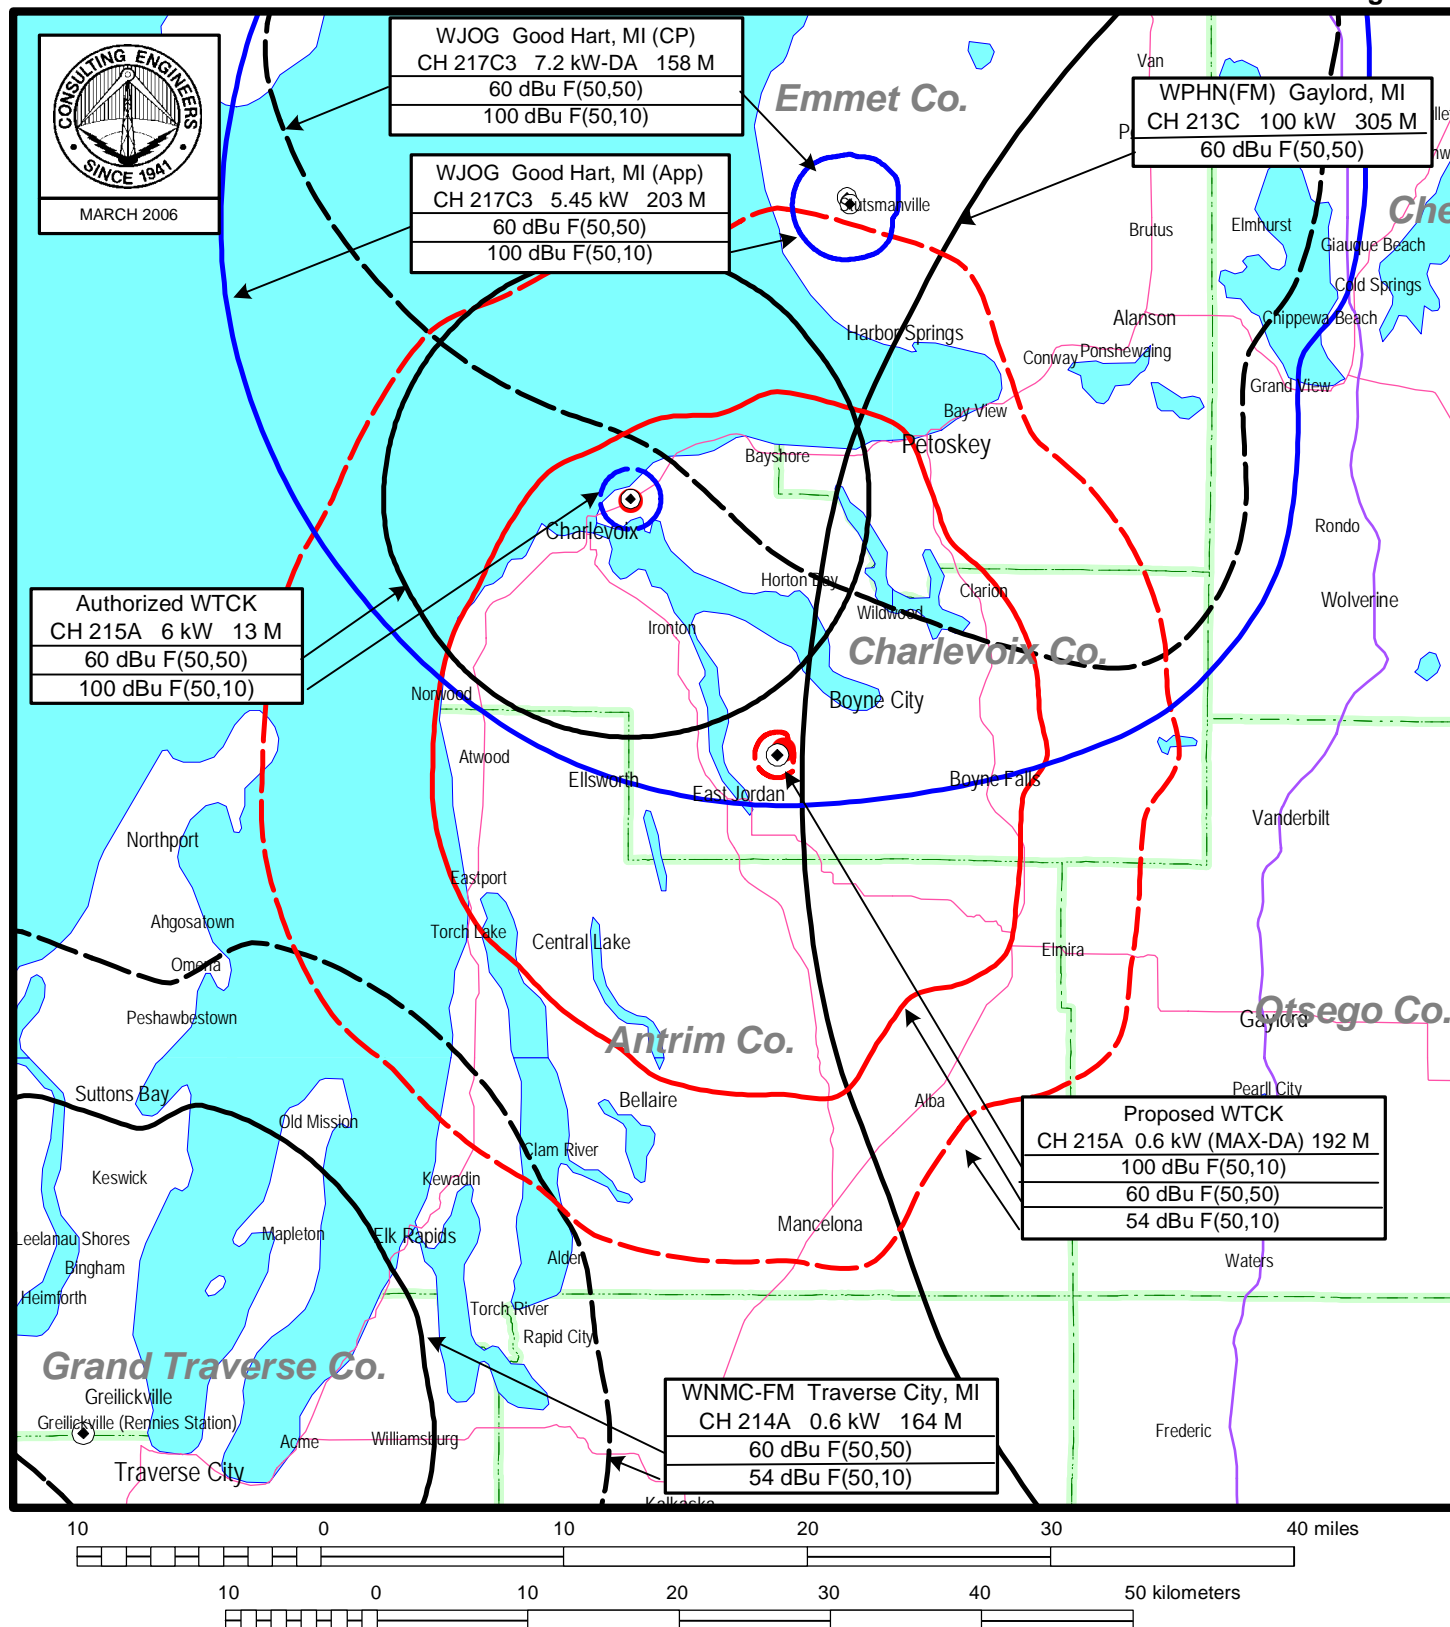 CONSULTING ENGINEERS
• SINCE 1941 •
MARCH 2006
WJOG Good Hart, MI (CP)
CH 217C3 7.2 kW-DA 158 M
60 dBu F(50,50)
100 dBu F(50,10)
WJOG Good Hart, MI (App)
CH 217C3 5.45 kW 203 M
60 dBu F(50,50)
100 dBu F(50,10)
Emmet Co.
Van
WPHN(FM) Gaylord, MI
CH 213C 100 kW 305 M
60 dBu F(50,50)
Stutsmanville
Brutus
Elmhurst
Giauque Beach
Cold Springs
Harbor Springs
Alanson
Chippewa Beach
Conway
Ponshewaing
Grand View
Bay View
Petoskey
Bayshore
Charlevoix
Rondo
Horton Bay
Clarion
Wolverine
Authorized WTCK
CH 215A 6 kW 13 M
60 dBu F(50,50)
100 dBu F(50,10)
Wildwood
Ironton
Charlevoix Co.
Norwood
Boyne City
Atwood
Ellsworth
East Jordan
Boyne Falls
Vanderbilt
Northport
Eastport
Ahgosatown
Torch Lake
Central Lake
Elmira
Omena
Peshawbestown
Otsego Co.
Gaylord
Antrim Co.
Suttons Bay
Bellaire
Alba
Pearll City
Old Mission
Proposed WTCK
CH 215A 0.6 kW (MAX-DA) 192 M
100 dBu F(50,10)
60 dBu F(50,50)
54 dBu F(50,10)
Clam River
Keswick
Kewadin
Mancelona
Leelanau Shores
Mapleton
Elk Rapids
Bingham
Alden
Waters
Heimforth
Torch River
Rapid City
Grand Traverse Co.
Greilickville
Greilickville (Rennies Station)
WNMC-FM Traverse City, MI
CH 214A 0.6 kW 164 M
60 dBu F(50,50)
54 dBu F(50,10)
Acme
Williamsburg
Frederic
Traverse City
Kalkaska
10 0 10 20 30 40 miles
10 0 10 20 30 40 50 kilometers